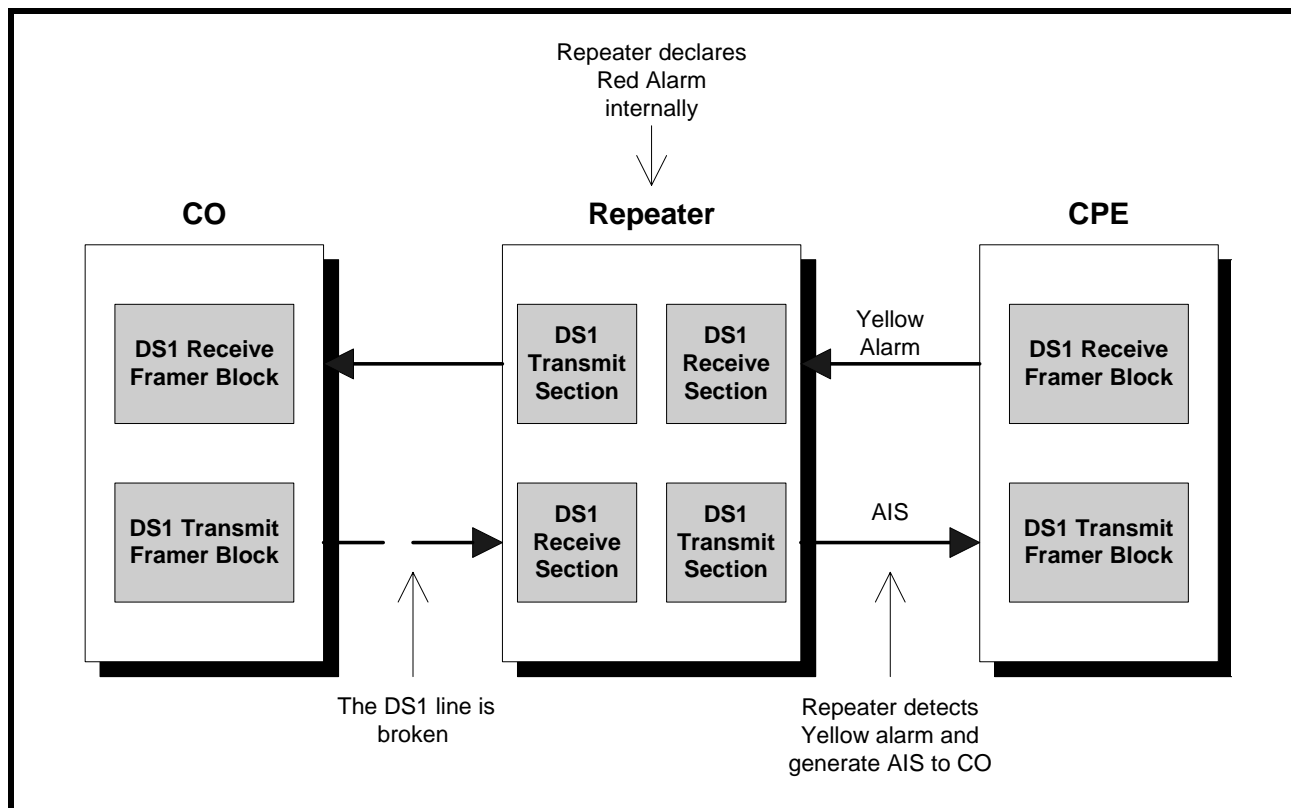 Repeater declares
Red Alarm
internally
CO
Repeater
CPE
DS1 Receive
Framer Block
DS1
Transmit
Section
DS1
Receive
Section
Yellow
Alarm
DS1 Receive
Framer Block
DS1 Transmit
Framer Block
DS1
Receive
Section
DS1
Transmit
Section
AIS
DS1 Transmit
Framer Block
The DS1 line is
broken
Repeater detects
Yellow alarm and
generate AIS to CO